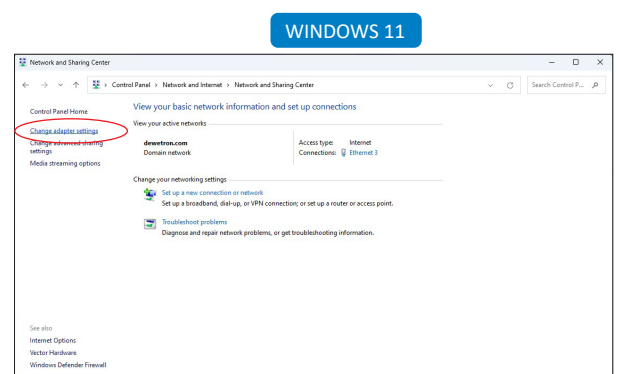 WINDOWS 11
Network and Sharing Center
Control Panel > Network and Internet > Network and Sharing Center
Search Control P...
Control Panel Home
Change adapter settings
Change advanced sharing
settings
Media streaming options
View your basic network information and set up connections
View your active networks
dewetron.com
Domain network
Access type: Internet
Connections: Ethernet 3
Change your networking settings
Set up a new connection or network
Set up a broadband, dial-up, or VPN connection; or set up a router or access point.
Troubleshoot problems
Diagnose and repair network problems, or get troubleshooting information.
See also
Internet Options
Vector Hardware
Windows Defender Firewall